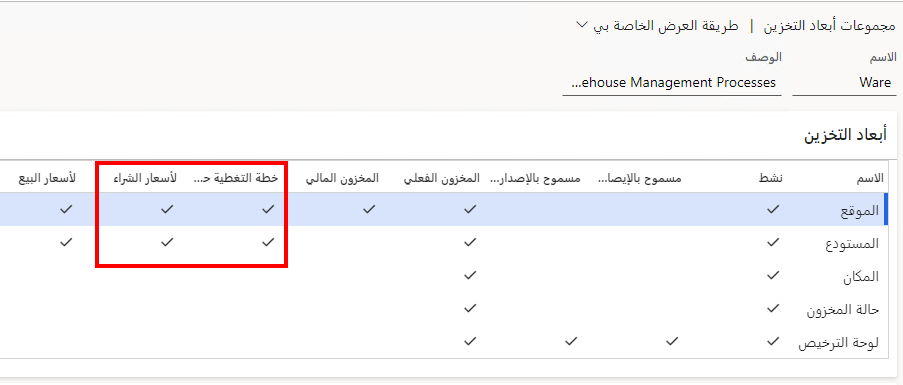 مجموعات أبعاد التخزين | طريقة العرض الخاصة بي
الاسم الوصف
Ware ...ehouse Management Processes
أبعاد التخزين
الاسم نشط مسموح بالإيصا... مسموح بالإصدار... المخزون الفعلي المخزون المالي خطة التغطية حـ... لأسعار الشراء لأسعار البيع
الموقع ✓ ✓ ✓ ✓ ✓ ✓
المستودع ✓ ✓ ✓ ✓ ✓
المكان ✓ ✓
حالة المخزون ✓ ✓
لوحة الترخيص ✓ ✓ ✓ ✓